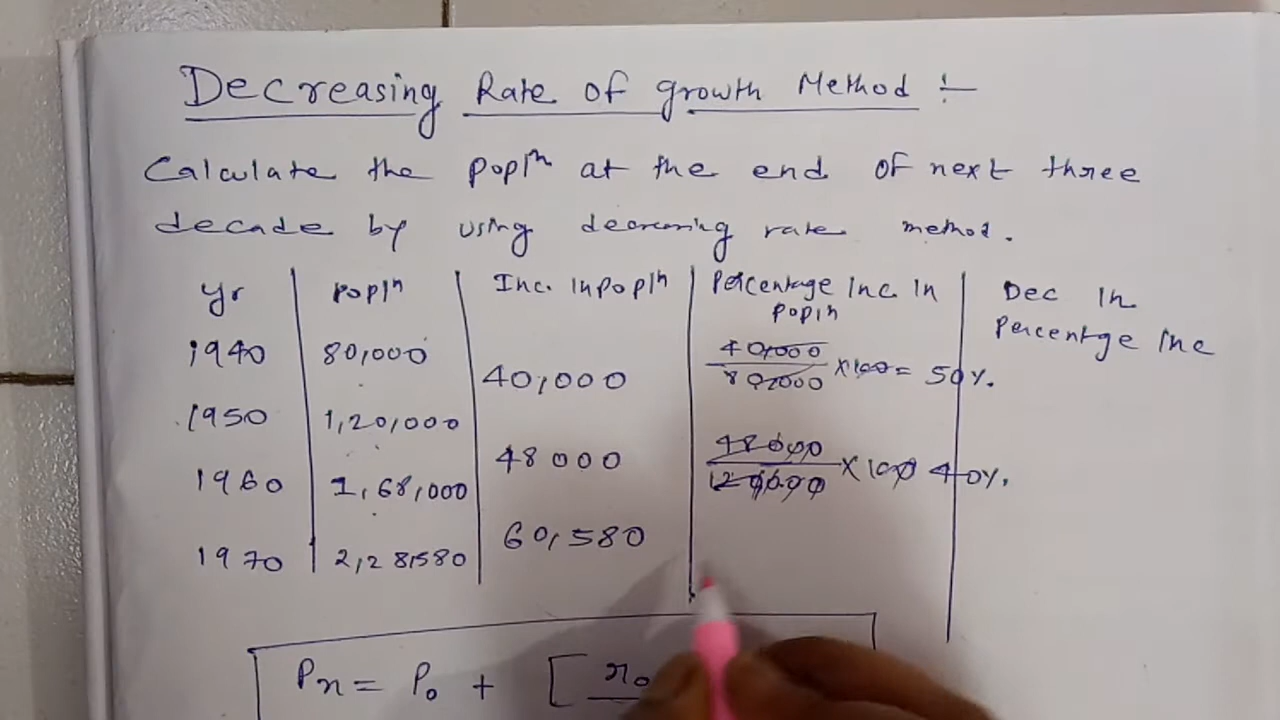 Decreasing Rate of growth Method :-
Calculate the popln at the end of next three
decade by using decreasing rate method.
Yr popln Inc. In popln Percentage Inc. In popln Dec In Percentage Inc
1940 80,000
40,000 40,000/80,000 × 100 = 50%.
1950 1,20,000
48000 48000/120000 × 100 40%.
1960 1,68,000
60,580
1970 2,28,580
Pn = P0 + [ r0